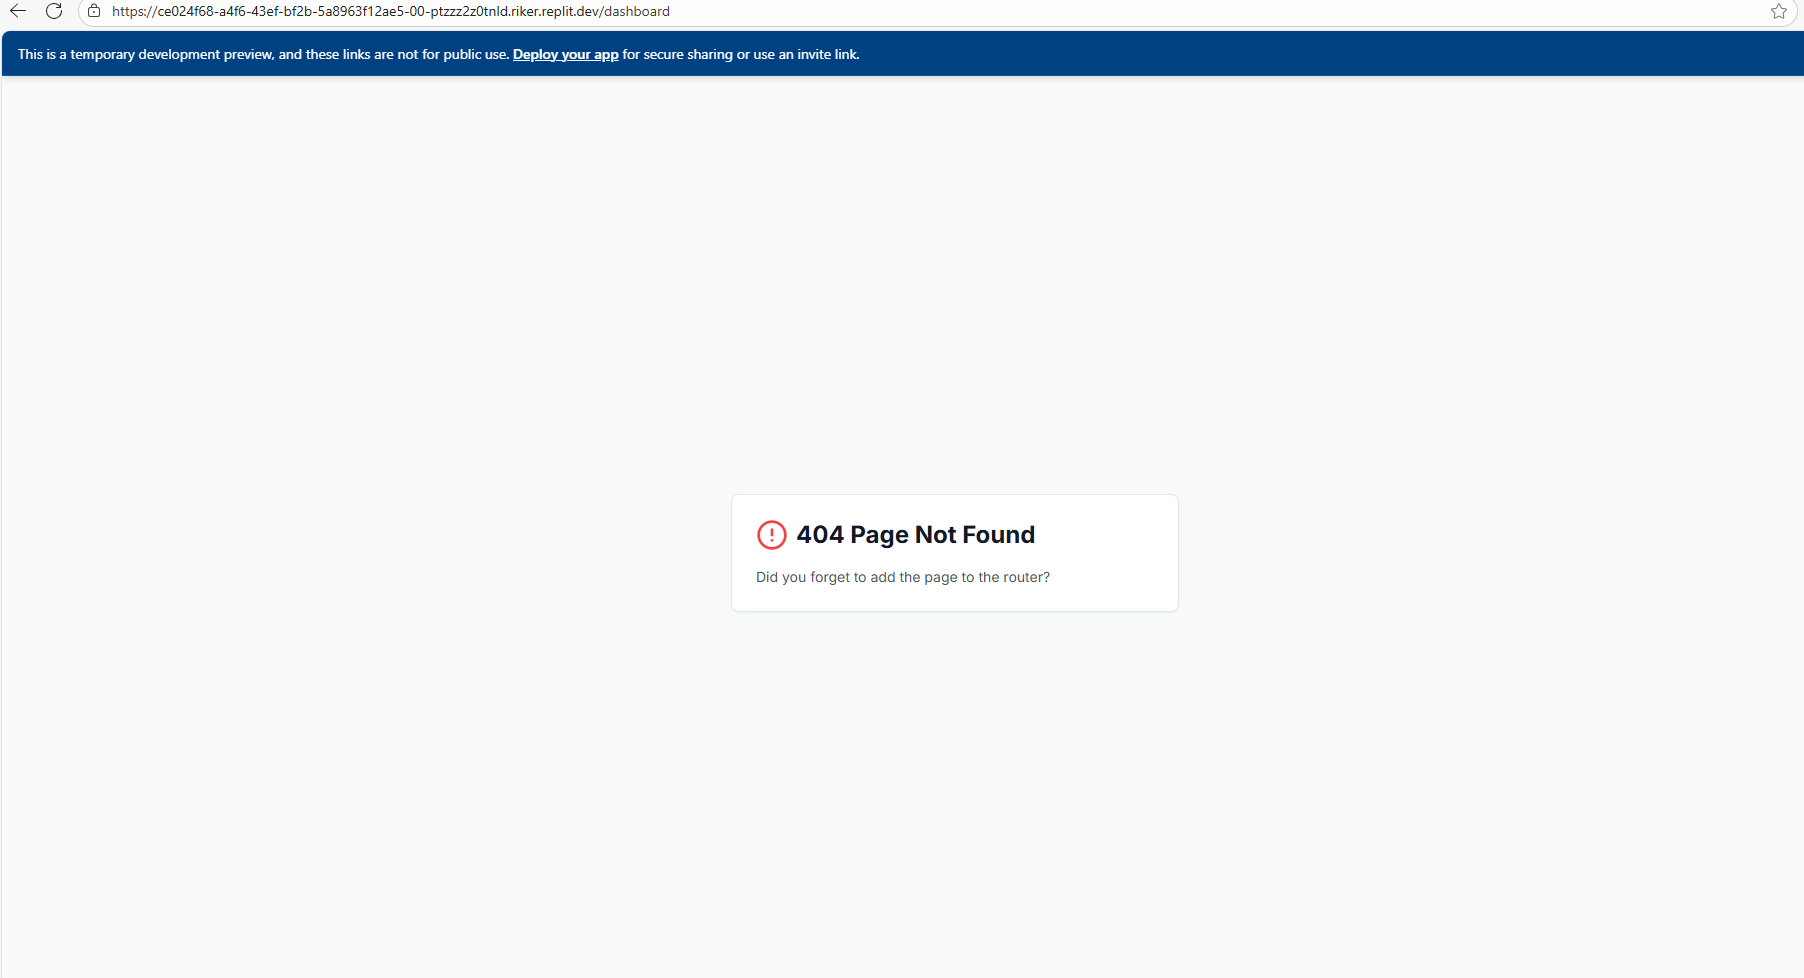 https://ce024f68-a4f6-43ef-bf2b-5a8963f12ae5-00-ptzzz2z0tnld.riker.replit.dev/dashboard
This is a temporary development preview, and these links are not for public use. Deploy your app for secure sharing or use an invite link.
404 Page Not Found
Did you forget to add the page to the router?